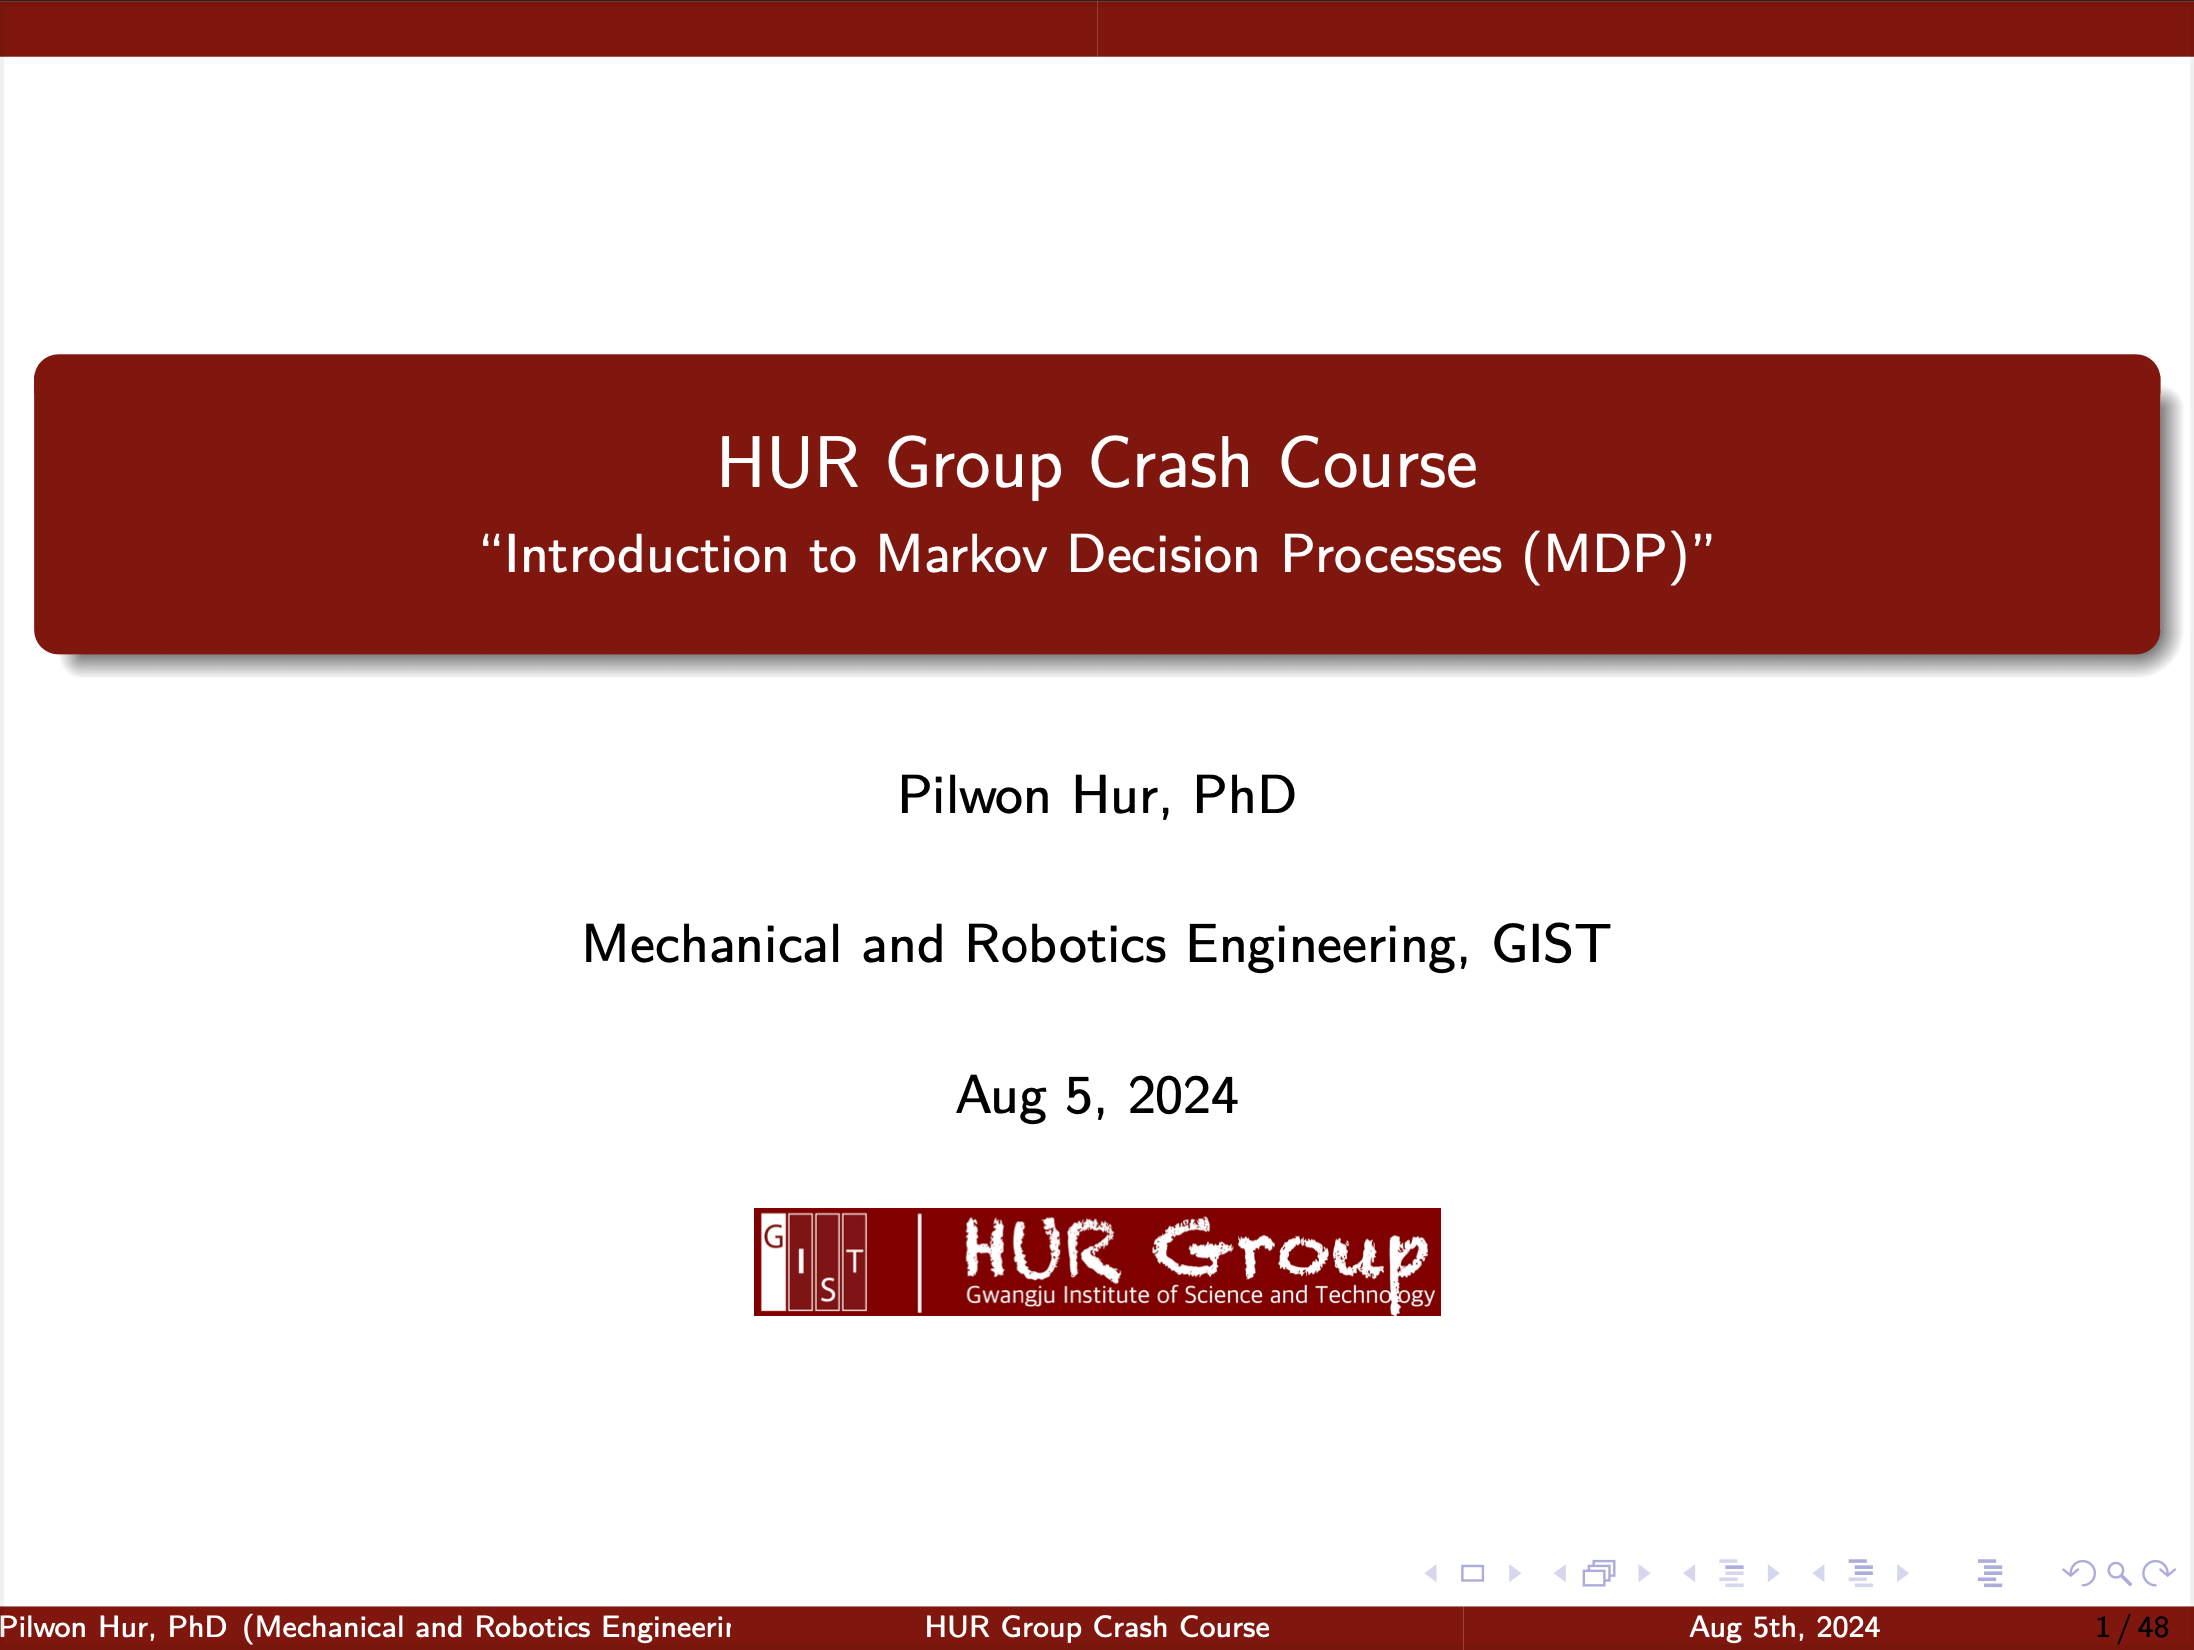 HUR Group Crash Course
“Introduction to Markov Decision Processes (MDP)”
Pilwon Hur, PhD
Mechanical and Robotics Engineering, GIST
Aug 5, 2024
G I S T
HUR Group
Gwangju Institute of Science and Technology
Pilwon Hur, PhD (Mechanical and Robotics Engineerin
HUR Group Crash Course
Aug 5th, 2024
1 / 48